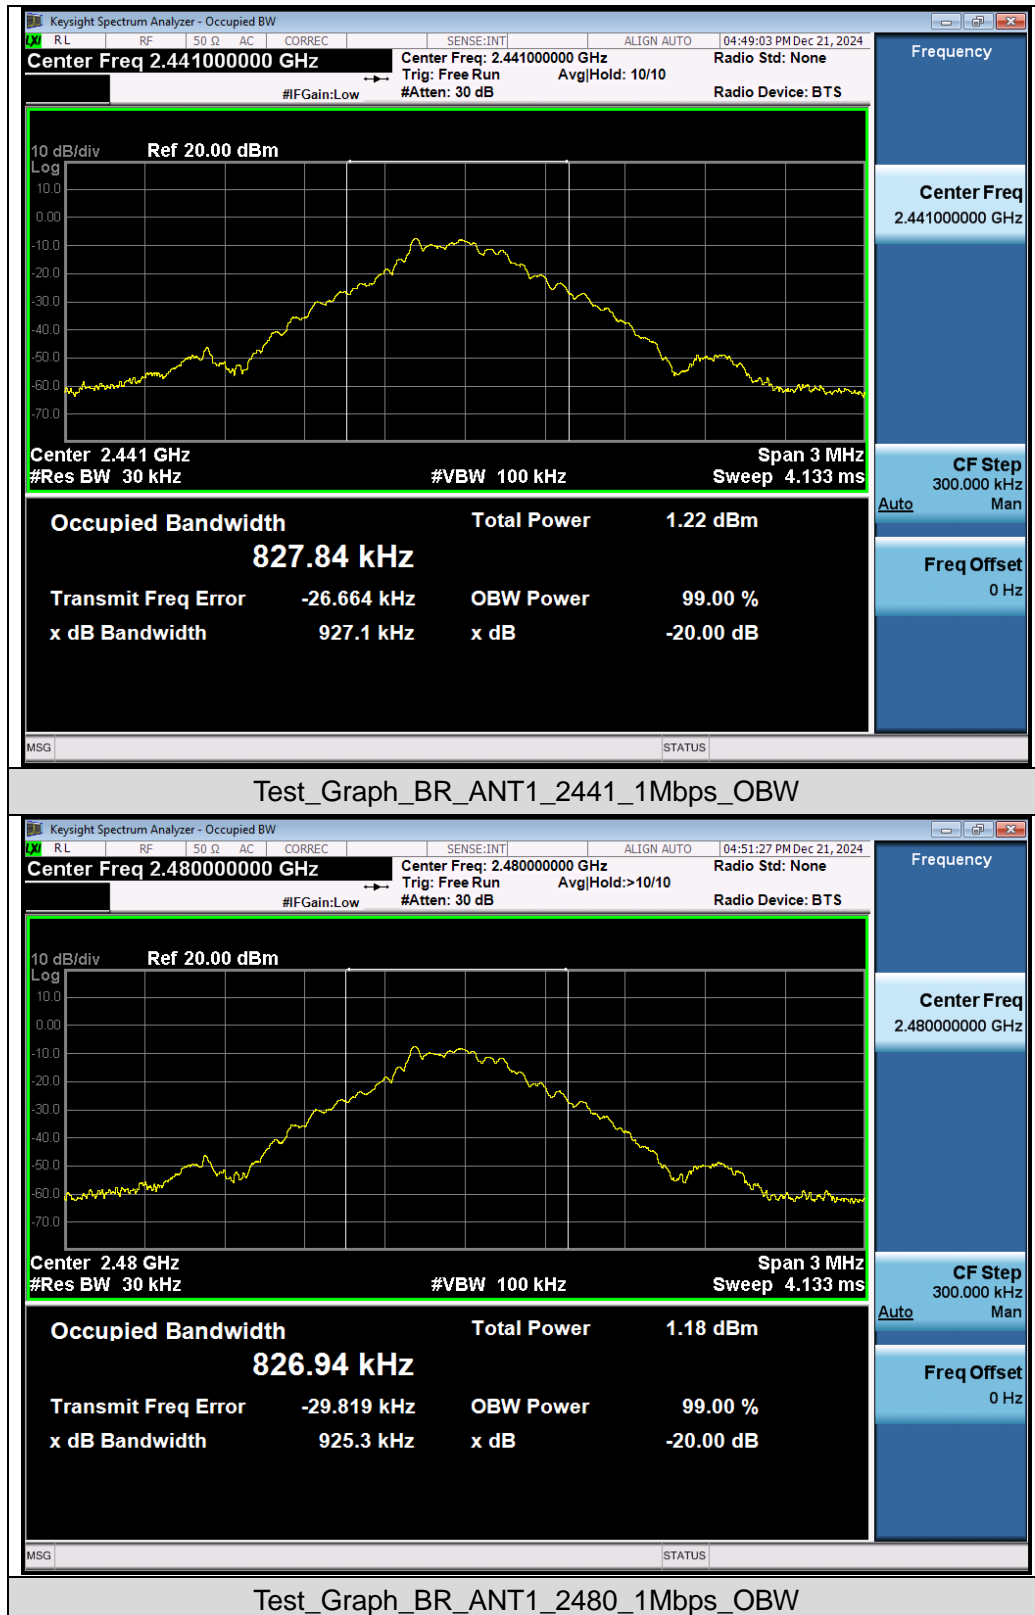 Keysight Spectrum Analyzer - Occupied BW
LXI RL RF 50 Ω AC CORREC SENSE:INT ALIGN AUTO 04:49:03 PM Dec 21, 2024
Center Freq 2.441000000 GHz
Center Freq: 2.441000000 GHz
Radio Std: None
Trig: Free Run Avg|Hold: 10/10
#IFGain:Low
#Atten: 30 dB
Radio Device: BTS
Frequency
10 dB/div Ref 20.00 dBm
Log
10.0
0.00
-10.0
-20.0
-30.0
-40.0
-50.0
-60.0
-70.0
Center Freq
2.441000000 GHz
Center 2.441 GHz Span 3 MHz
#Res BW 30 kHz #VBW 100 kHz Sweep 4.133 ms
CF Step
300.000 kHz
Auto Man
Freq Offset
0 Hz
Occupied Bandwidth Total Power 1.22 dBm
827.84 kHz
Transmit Freq Error -26.664 kHz OBW Power 99.00 %
x dB Bandwidth 927.1 kHz x dB -20.00 dB
MSG STATUS
Test_Graph_BR_ANT1_2441_1Mbps_OBW
Keysight Spectrum Analyzer - Occupied BW
LXI RL RF 50 Ω AC CORREC SENSE:INT ALIGN AUTO 04:51:27 PM Dec 21, 2024
Center Freq 2.480000000 GHz
Center Freq: 2.480000000 GHz
Radio Std: None
Trig: Free Run Avg|Hold:>10/10
#IFGain:Low
#Atten: 30 dB
Radio Device: BTS
Frequency
10 dB/div Ref 20.00 dBm
Log
10.0
0.00
-10.0
-20.0
-30.0
-40.0
-50.0
-60.0
-70.0
Center Freq
2.480000000 GHz
Center 2.48 GHz Span 3 MHz
#Res BW 30 kHz #VBW 100 kHz Sweep 4.133 ms
CF Step
300.000 kHz
Auto Man
Freq Offset
0 Hz
Occupied Bandwidth Total Power 1.18 dBm
826.94 kHz
Transmit Freq Error -29.819 kHz OBW Power 99.00 %
x dB Bandwidth 925.3 kHz x dB -20.00 dB
MSG STATUS
Test_Graph_BR_ANT1_2480_1Mbps_OBW